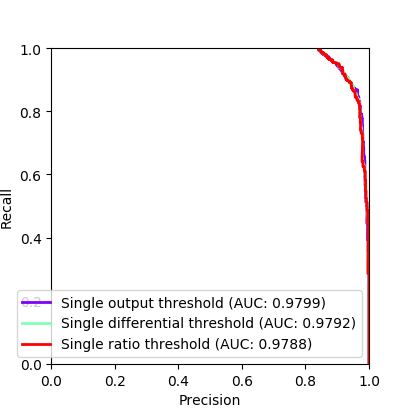 1.0
0.8
0.6
0.4
0.2
0.0
Recall
Single output threshold (AUC: 0.9799)
Single differential threshold (AUC: 0.9792)
Single ratio threshold (AUC: 0.9788)
0.0 0.2 0.4 0.6 0.8 1.0
Precision